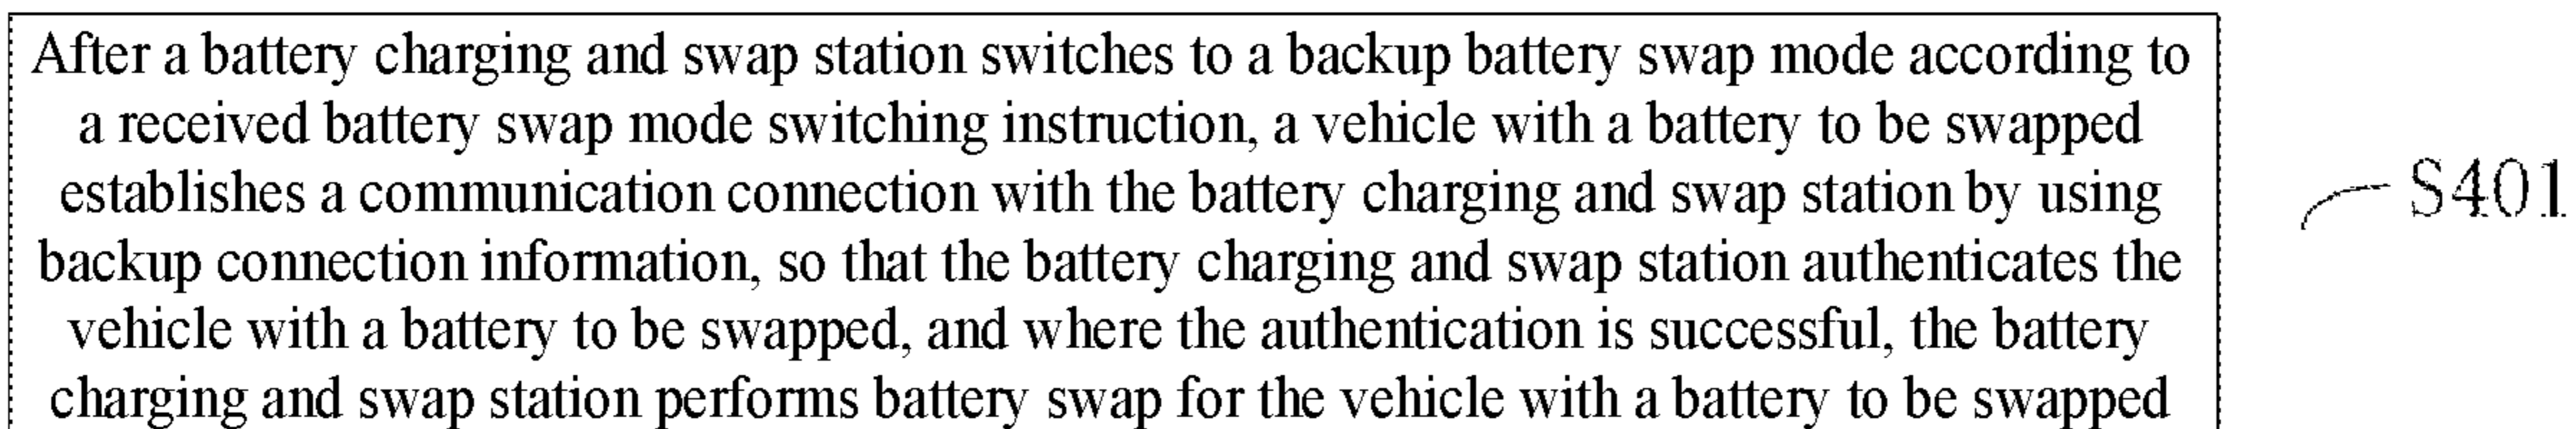 After a battery charging and swap station switches to a backup battery swap mode according to
a received battery swap mode switching instruction, a vehicle with a battery to be swapped
establishes a communication connection with the battery charging and swap station by using
backup connection information, so that the battery charging and swap station authenticates the
vehicle with a battery to be swapped, and where the authentication is successful, the battery
charging and swap station performs battery swap for the vehicle with a battery to be swapped
S401